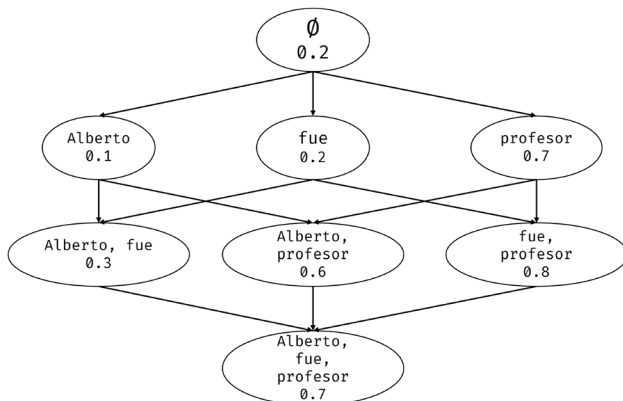 ∅
0.2
Alberto
0.1
fue
0.2
profesor
0.7
Alberto, fue
0.3
Alberto,
profesor
0.6
fue,
profesor
0.8
Alberto,
fue,
profesor
0.7